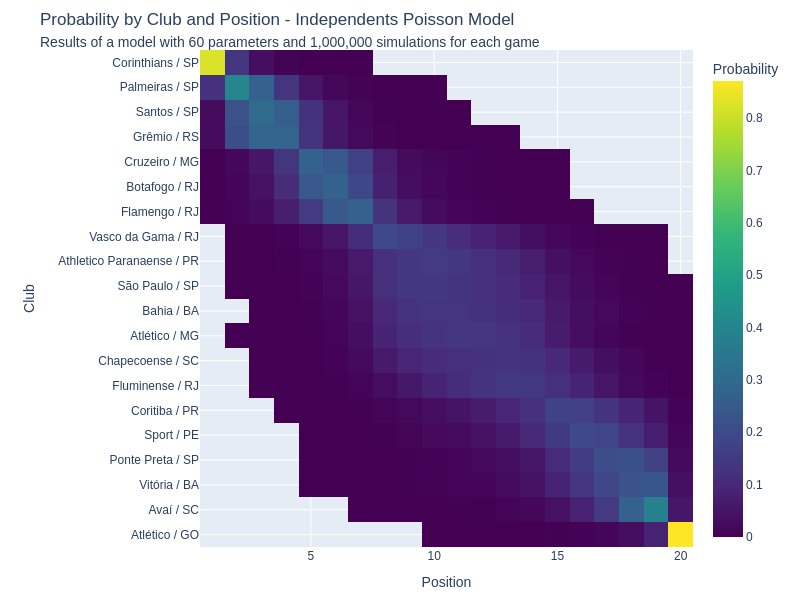 Probability by Club and Position - Independents Poisson Model
Results of a model with 60 parameters and 1,000,000 simulations for each game
Probability
Club
Corinthians / SP
Palmeiras / SP
Santos / SP
Grêmio / RS
Cruzeiro / MG
Botafogo / RJ
Flamengo / RJ
Vasco da Gama / RJ
Athletico Paranaense / PR
São Paulo / SP
Bahia / BA
Atlético / MG
Chapecoense / SC
Fluminense / RJ
Coritiba / PR
Sport / PE
Ponte Preta / SP
Vitória / BA
Avaí / SC
Atlético / GO
0.8
0.7
0.6
0.5
0.4
0.3
0.2
0.1
0
5 10 15 20
Position